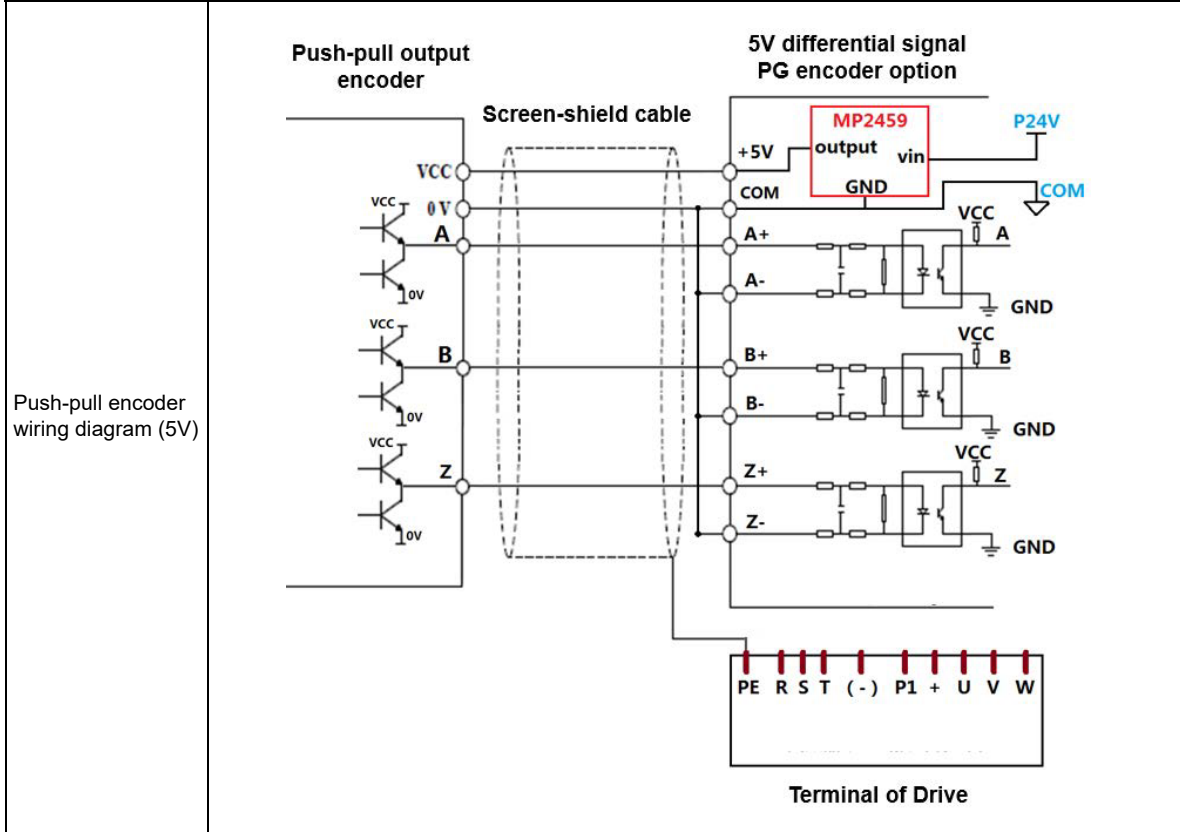 Push-pull encoder
wiring diagram (5V)
Push-pull output
encoder
Screen-shield cable
5V differential signal
PG encoder option
MP2459
output
vin
GND
P24V
COM
VCC
0 V
+5V
COM
VCC
A
0V
A+
A-
VCC
A
GND
VCC
B
0V
B+
B-
VCC
B
GND
VCC
Z
0V
Z+
Z-
VCC
Z
GND
PE R S T (-) P1 + U V W
Terminal of Drive